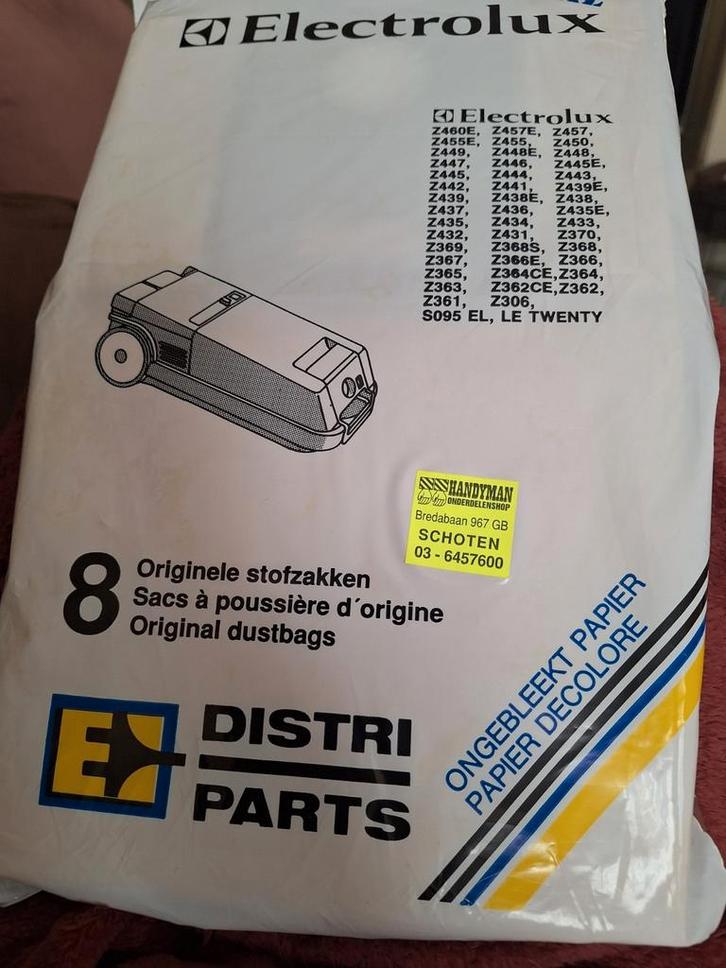 Electrolux
Electrolux
Z460E, Z457E, Z457,
Z455E, Z455, Z450,
Z449, Z448E, Z448,
Z447, Z446, Z445E,
Z445, Z444, Z443,
Z442, Z441, Z439E,
Z439, Z438E, Z438,
Z437, Z436, Z435E,
Z435, Z434, Z433,
Z432, Z431, Z370,
Z369, Z368S, Z368,
Z367, Z366E, Z366,
Z365, Z364CE, Z364,
Z363, Z362CE, Z362,
Z361, Z306,
S095 EL, LE TWENTY
HANDYMAN
ONDERDELENSHOP
Bredabaan 967 GB
SCHOTEN
03 - 6457600
8
Originele stofzakken
Sacs à poussière d´origine
Original dustbags
ONGEBLEEKT PAPIER
PAPIER DECOLORE
E
DISTRI
PARTS